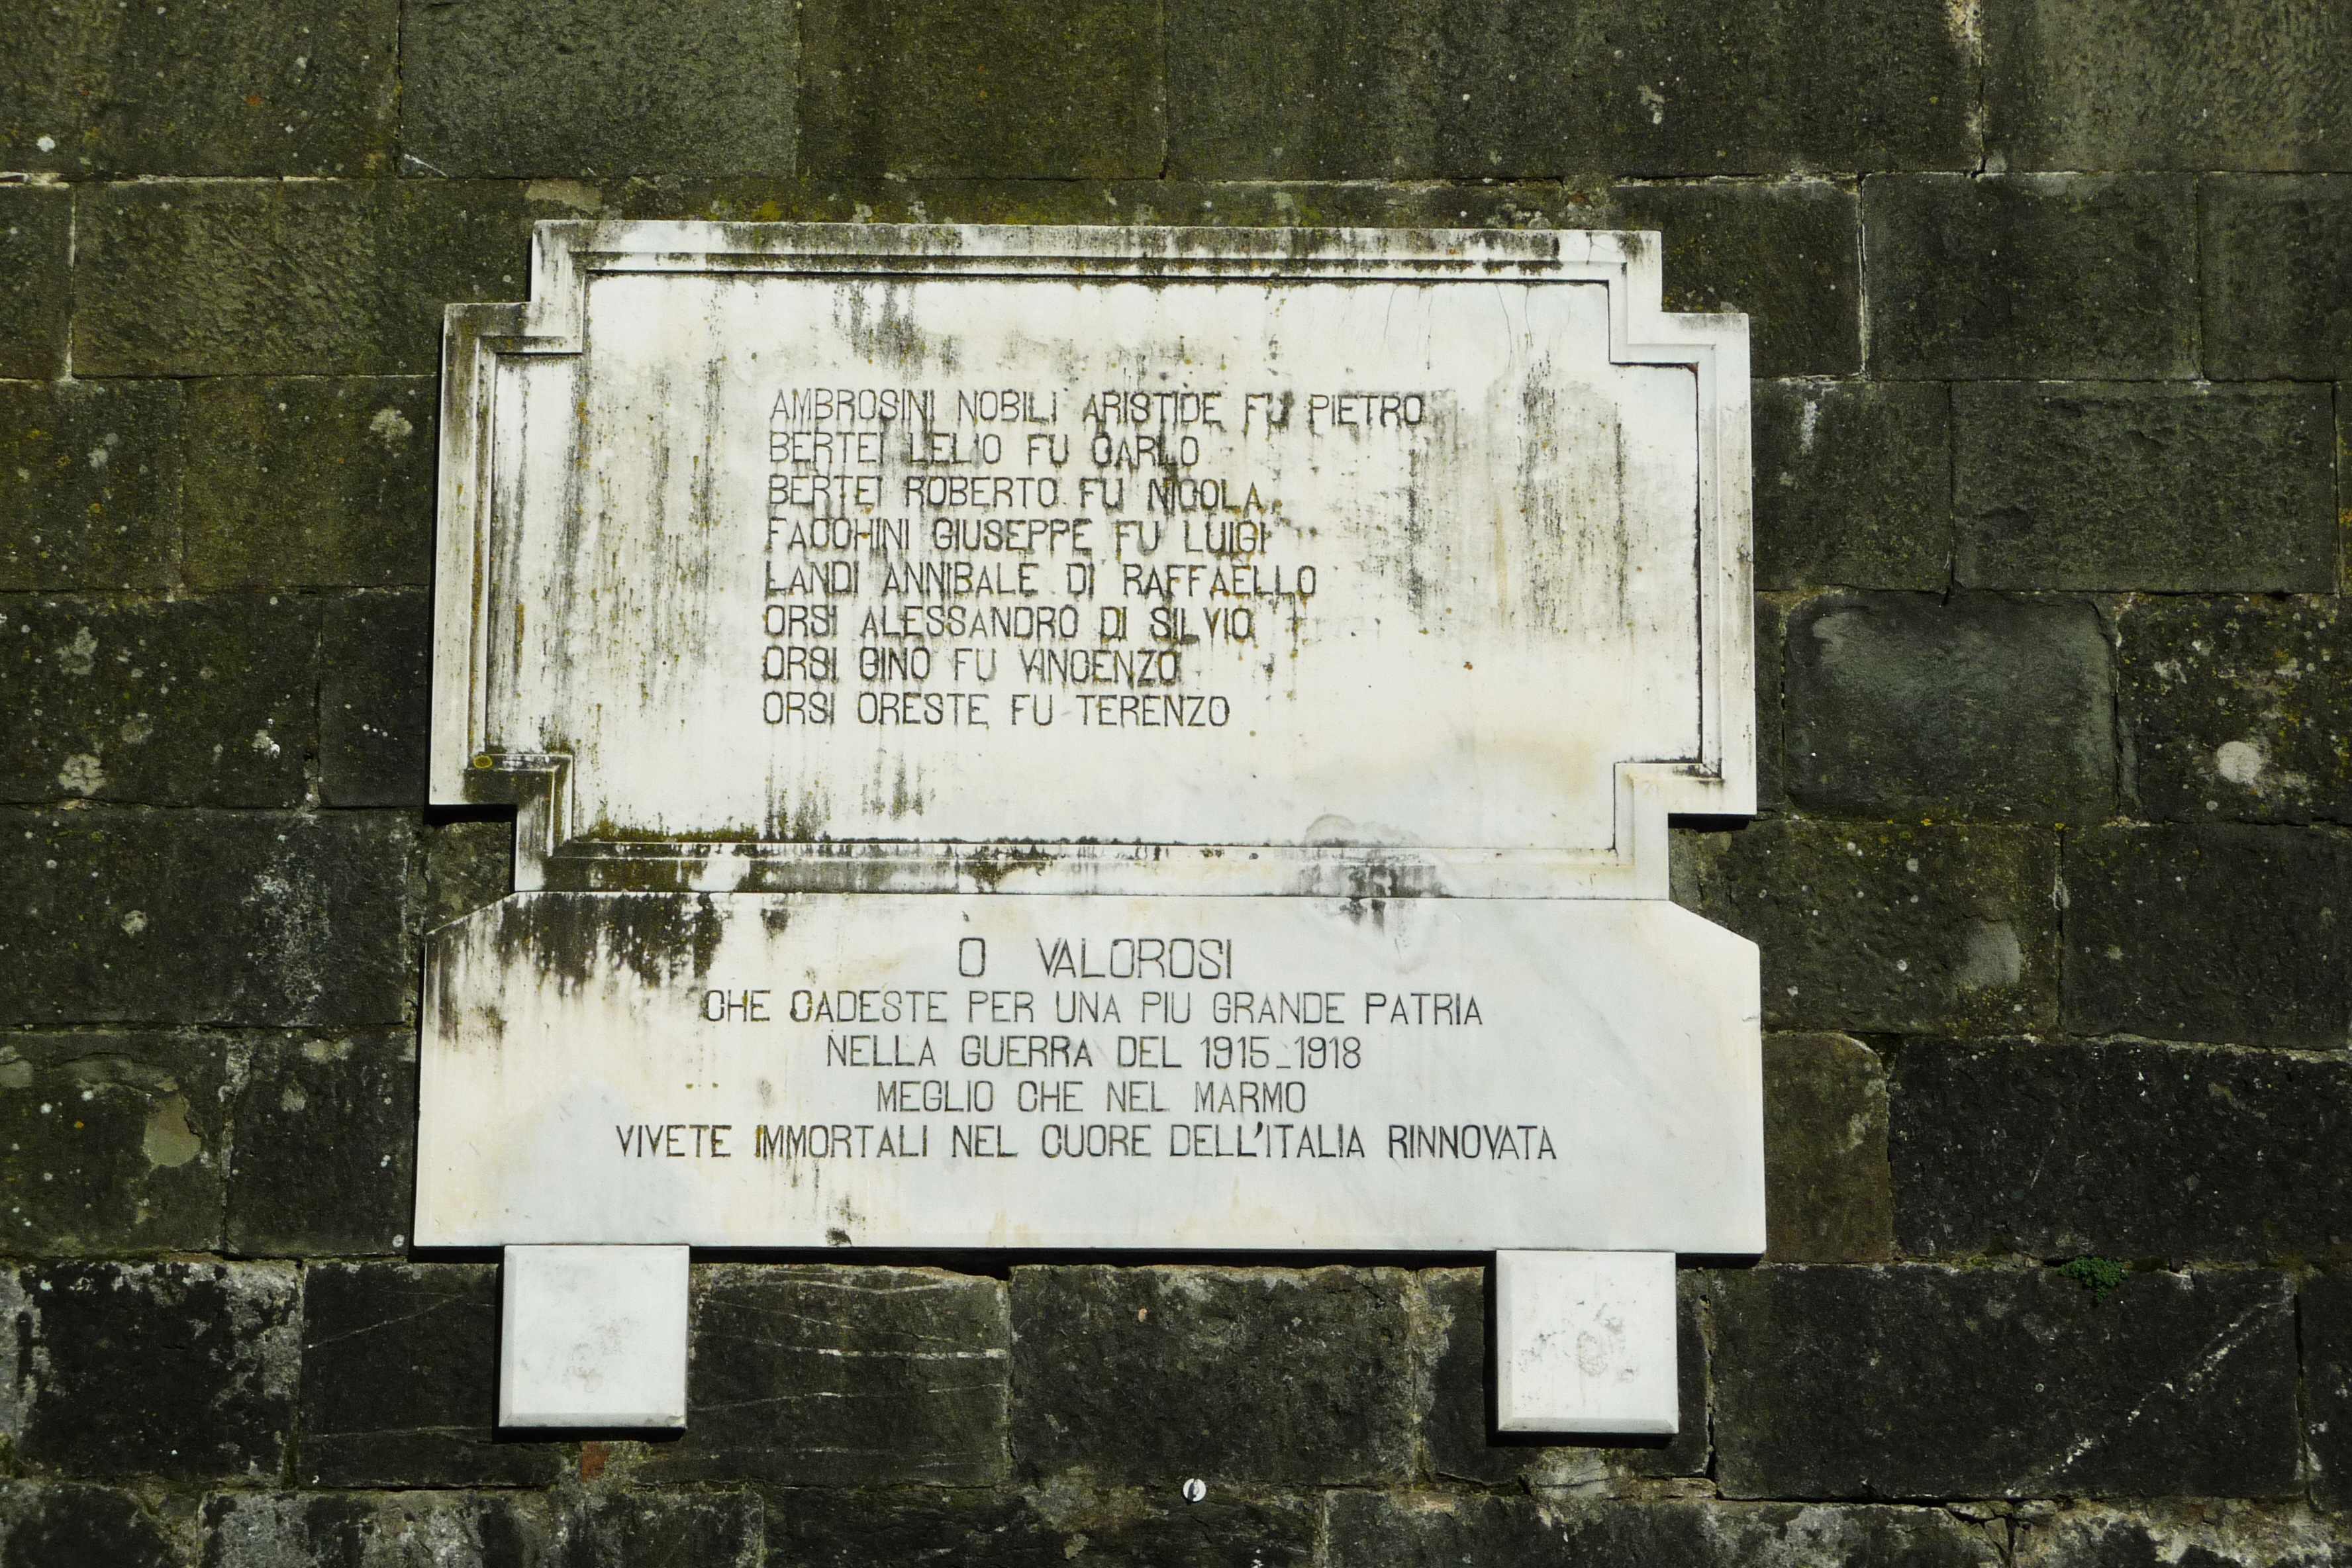 AMBROSINI NOBILI ARISTIDE FU PIETRO
BERTEI LELIO FU CARLO
BERTEI ROBERTO FU NICOLA
FACCHINI GIUSEPPE FU LUIGI
LANDI ANNIBALE DI RAFFAELLO
ORSI ALESSANDRO DI SILVIO
ORSI GINO FU VINCENZO
ORSI ORESTE FU TERENZO
O VALOROSI
CHE CADESTE PER UNA PIU GRANDE PATRIA
NELLA GUERRA DEL 1915-1918
MEGLIO CHE NEL MARMO
VIVETE IMMORTALI NEL CUORE DELL'ITALIA RINNOVATA